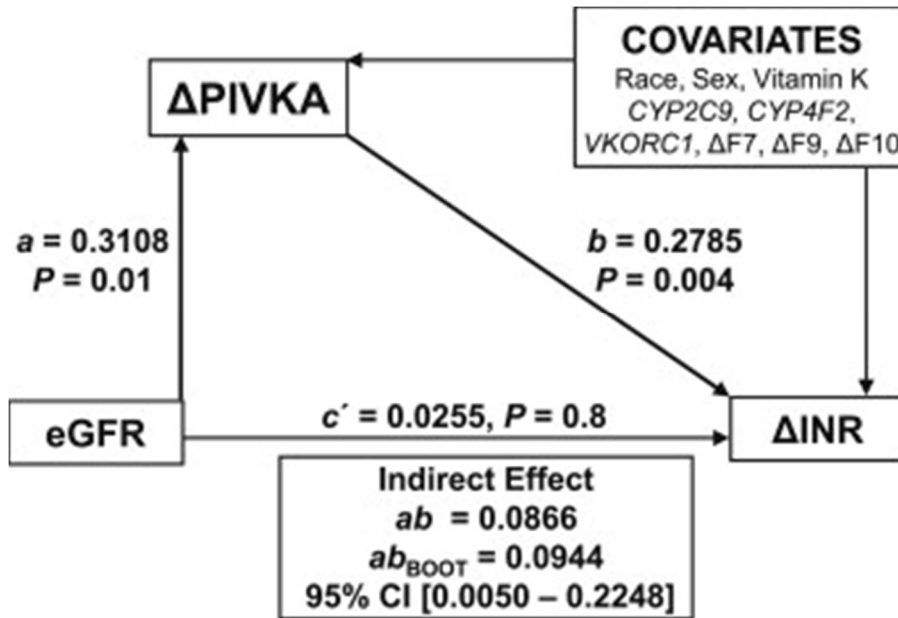 COVARIATES
Race, Sex, Vitamin K
CYP2C9, CYP4F2,
VKORC1, ΔF7, ΔF9, ΔF10
ΔPIVKA
a = 0.3108
P = 0.01
b = 0.2785
P = 0.004
eGFR
c´ = 0.0255, P = 0.8
ΔINR
Indirect Effect
ab = 0.0866
abBOOT = 0.0944
95% CI [0.0050 – 0.2248]